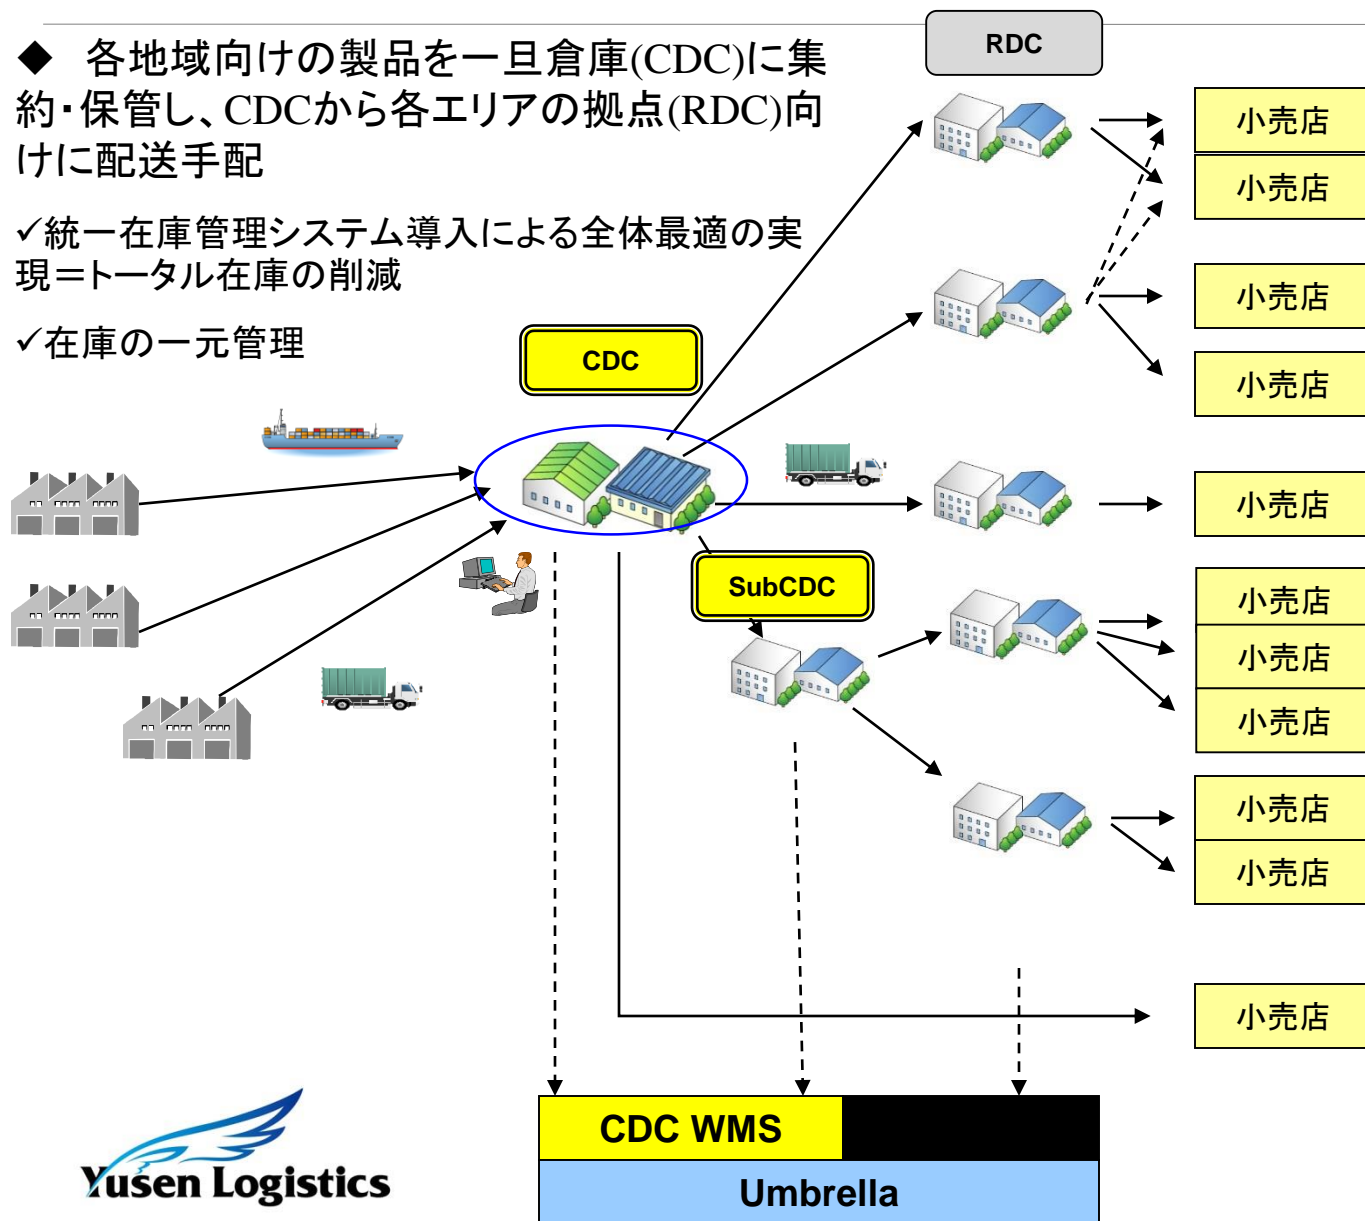 RDC
◆ 各地域向けの製品を一旦倉庫(CDC)に集
約・保管し、CDCから各エリアの拠点(RDC)向
けに配送手配
✓統一在庫管理システム導入による全体最適の実
現＝トータル在庫の削減
✓在庫の一元管理
CDC
SubCDC
小売店
小売店
小売店
小売店
小売店
小売店
小売店
小売店
小売店
小売店
小売店
CDC WMS
Umbrella
Yusen Logistics